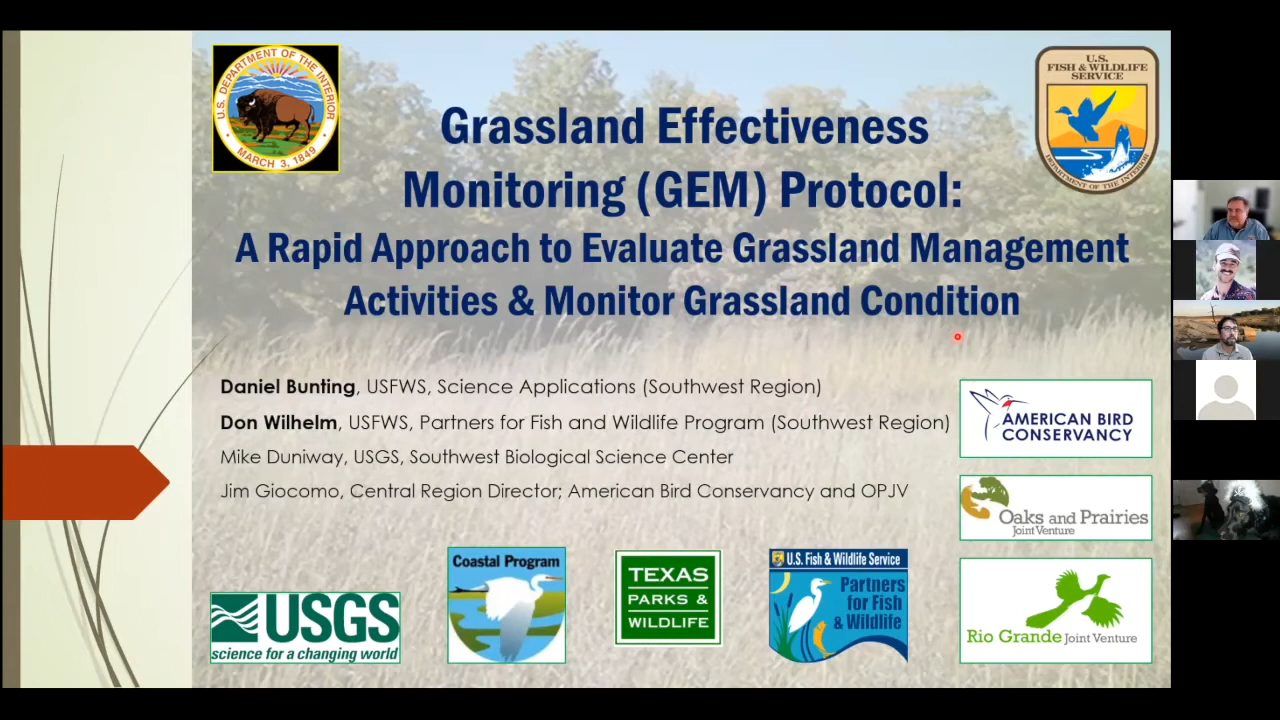 U.S. DEPARTMENT OF THE INTERIOR
MARCH 3, 1849
U.S.
FISH & WILDLIFE
SERVICE
DEPARTMENT OF THE INTERIOR
Grassland Effectiveness
Monitoring (GEM) Protocol:
A Rapid Approach to Evaluate Grassland Management
Activities & Monitor Grassland Condition
Daniel Bunting, USFWS, Science Applications (Southwest Region)
Don Wilhelm, USFWS, Partners for Fish and Wildlife Program (Southwest Region)
Mike Duniway, USGS, Southwest Biological Science Center
Jim Giocomo, Central Region Director; American Bird Conservancy and OPJV
AMERICAN BIRD
CONSERVANCY
Oaks and Prairies
Joint Venture
Rio Grande Joint Venture
USGS
science for a changing world
Coastal Program
TEXAS
PARKS &
WILDLIFE
U.S. Fish & Wildlife Service
Partners
for Fish
& Wildlife